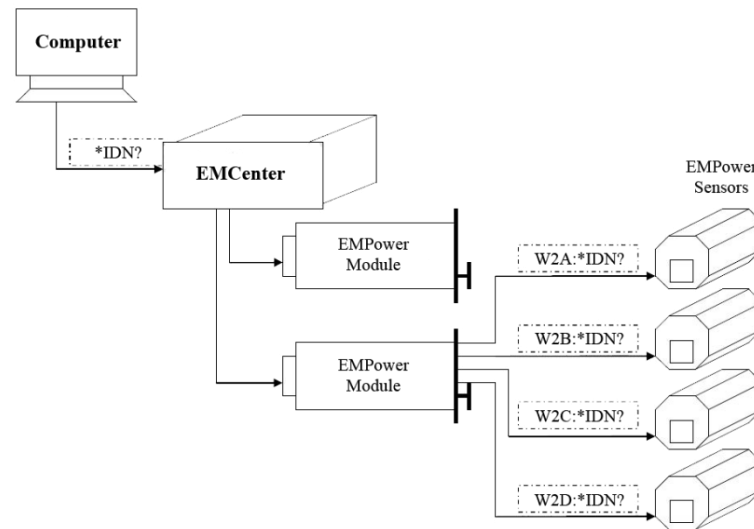 Computer
*IDN?
EMCenter
EMPower
Sensors
EMPower
Module
W2A:*IDN?
W2B:*IDN?
EMPower
Module
W2C:*IDN?
W2D:*IDN?